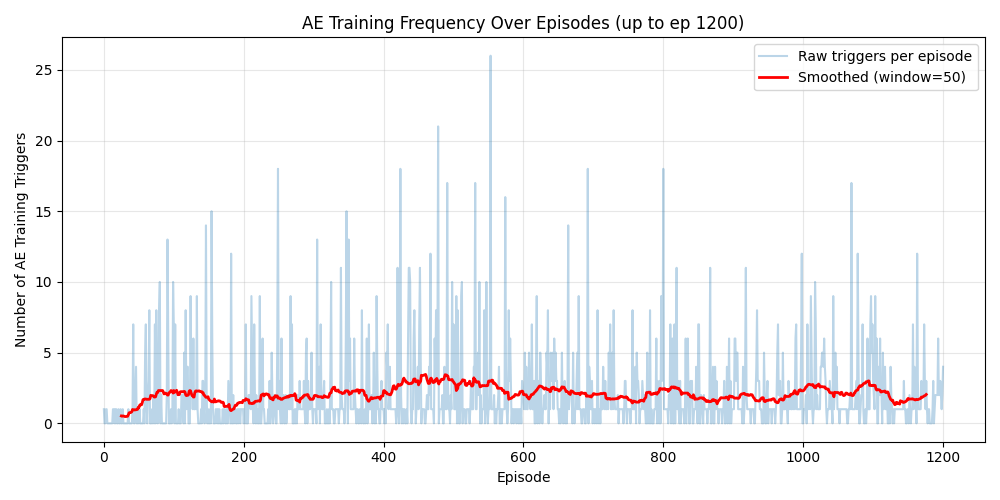 AE Training Frequency Over Episodes (up to ep 1200)
Raw triggers per episode
Smoothed (window=50)
Number of AE Training Triggers
25
20
15
10
5
0
0 200 400 600 800 1000 1200
Episode